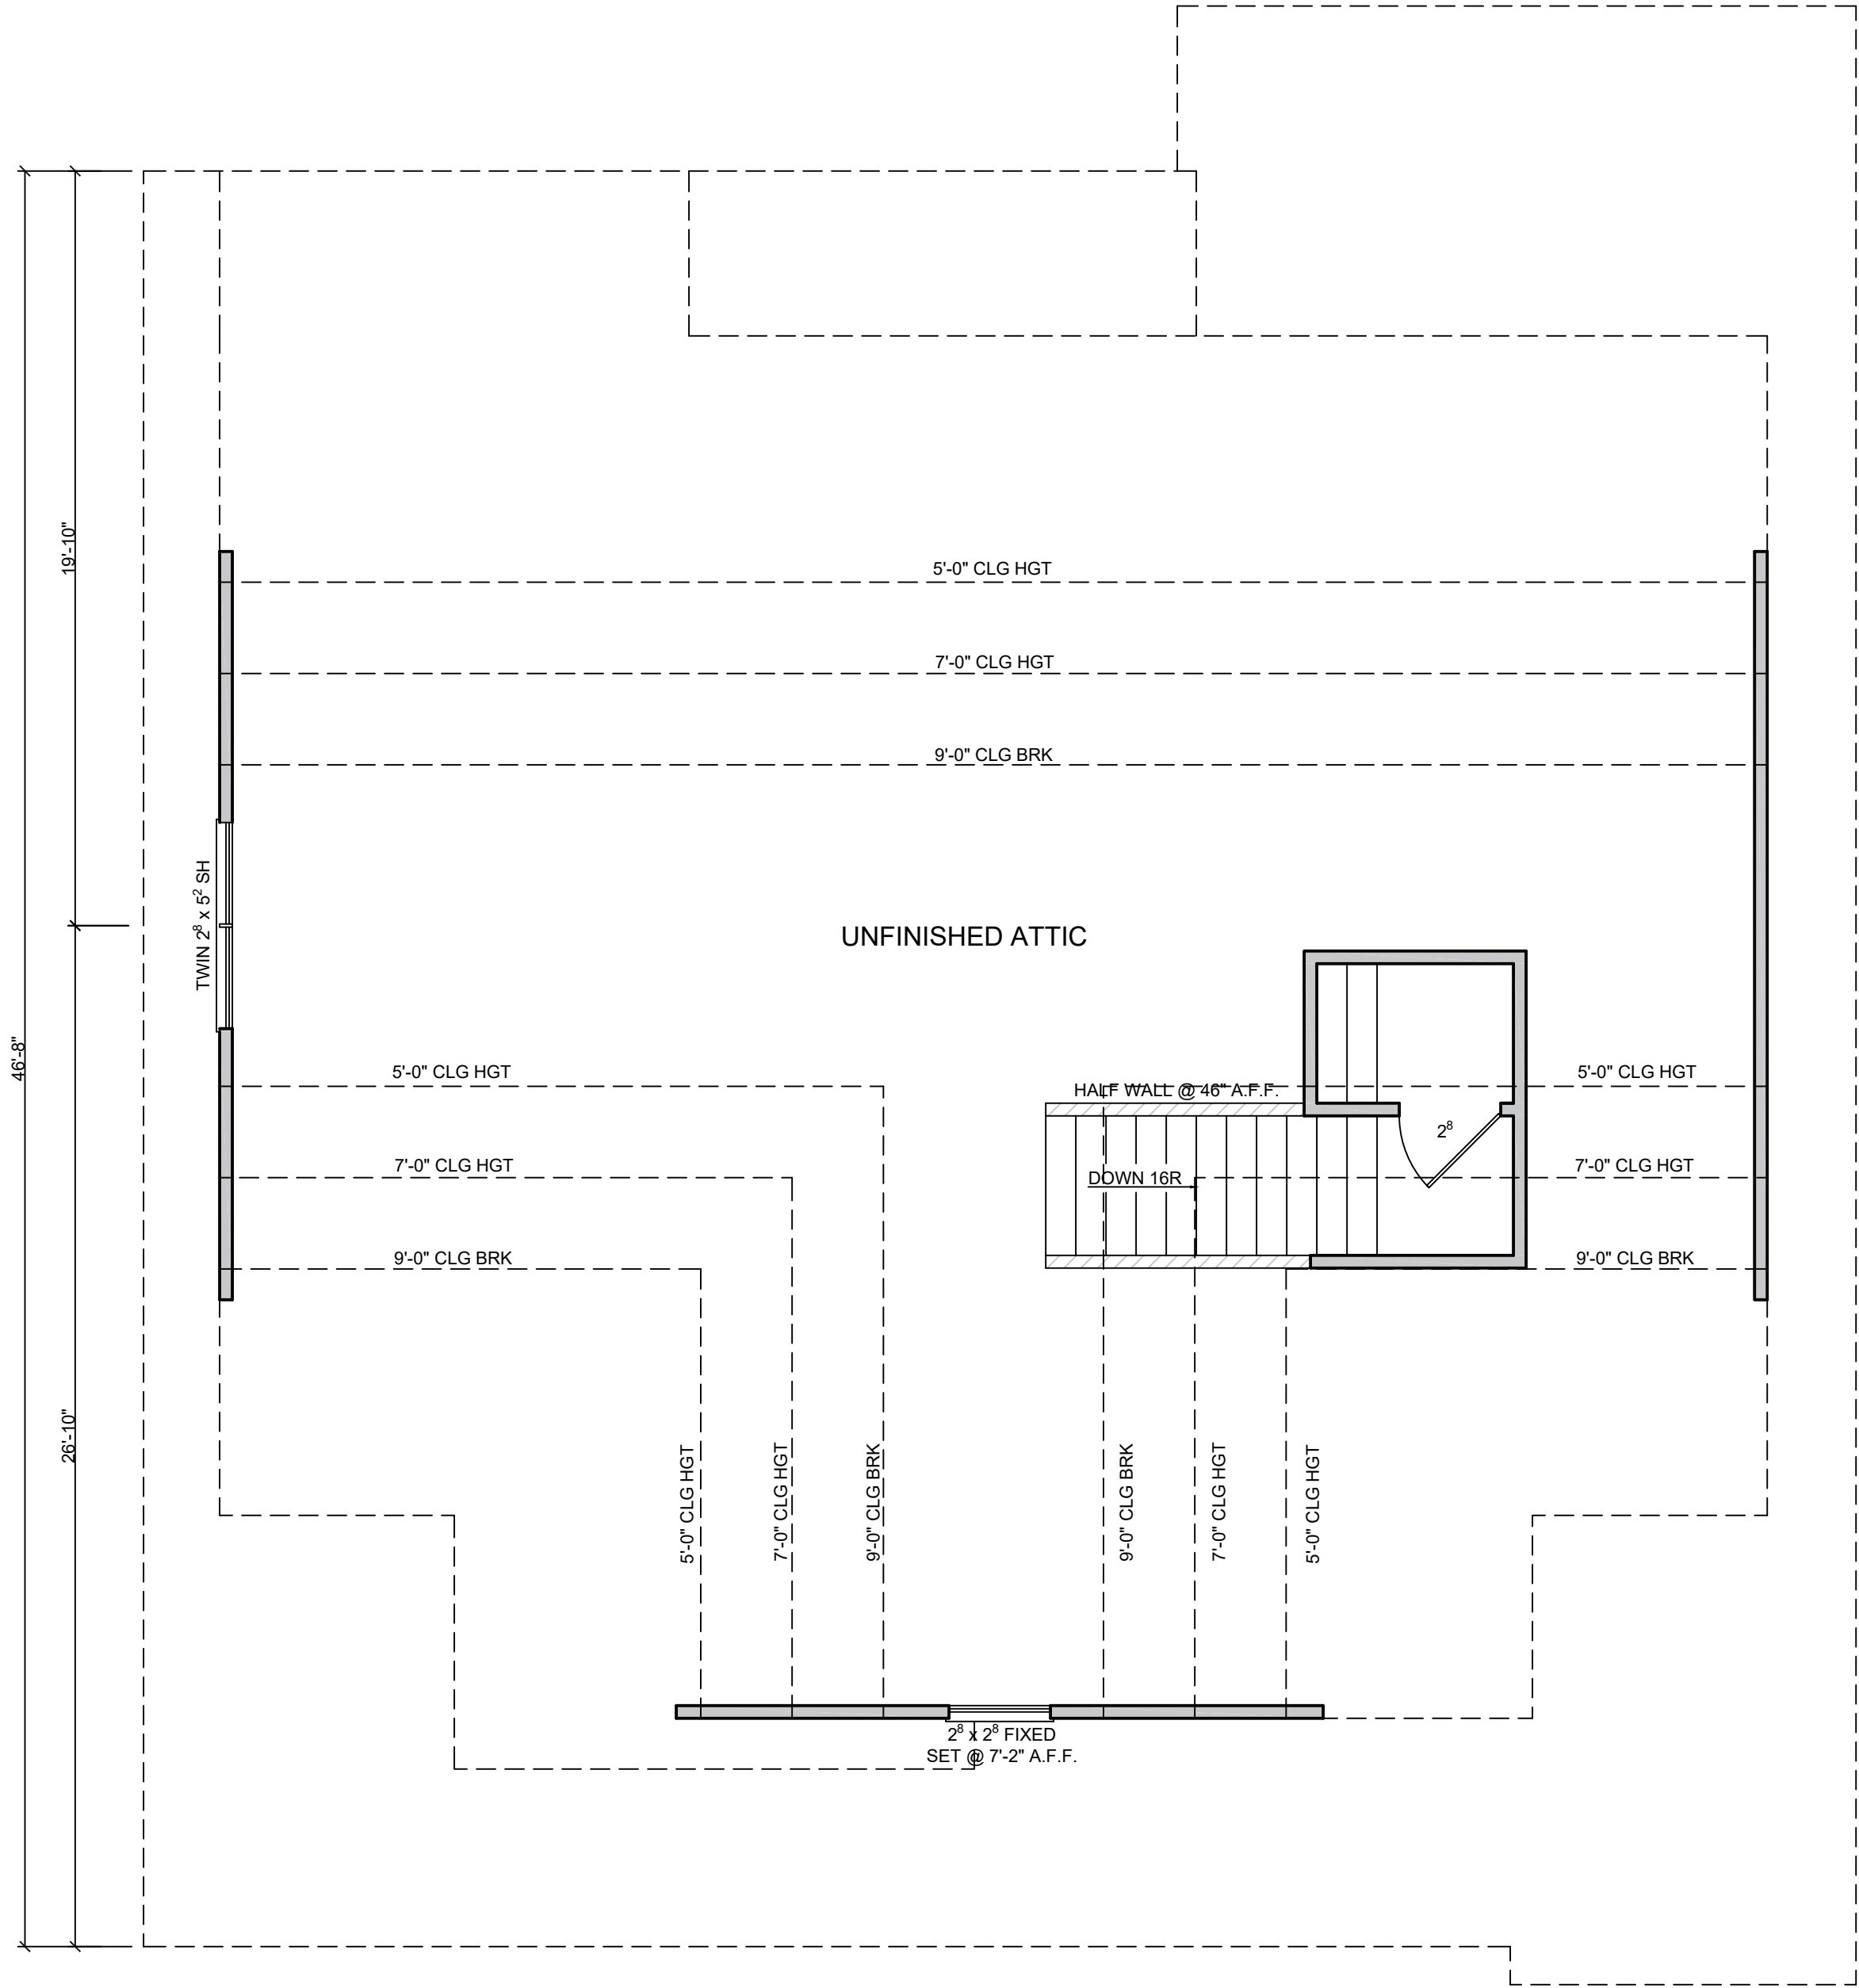 19'-10"
5'-0" CLG HGT
7'-0" CLG HGT
9'-0" CLG BRK
TWIN 2⁸ x 5² SH
UNFINISHED ATTIC
46'-8"
5'-0" CLG HGT
HALF WALL @ 46" A.F.F.
5'-0" CLG HGT
2⁸
7'-0" CLG HGT
DOWN 16R
7'-0" CLG HGT
9'-0" CLG BRK
9'-0" CLG BRK
26'-10"
5'-0" CLG HGT
7'-0" CLG HGT
9'-0" CLG BRK
9'-0" CLG BRK
7'-0" CLG HGT
5'-0" CLG HGT
2⁸ x 2⁸ FIXED
SET @ 7'-2" A.F.F.